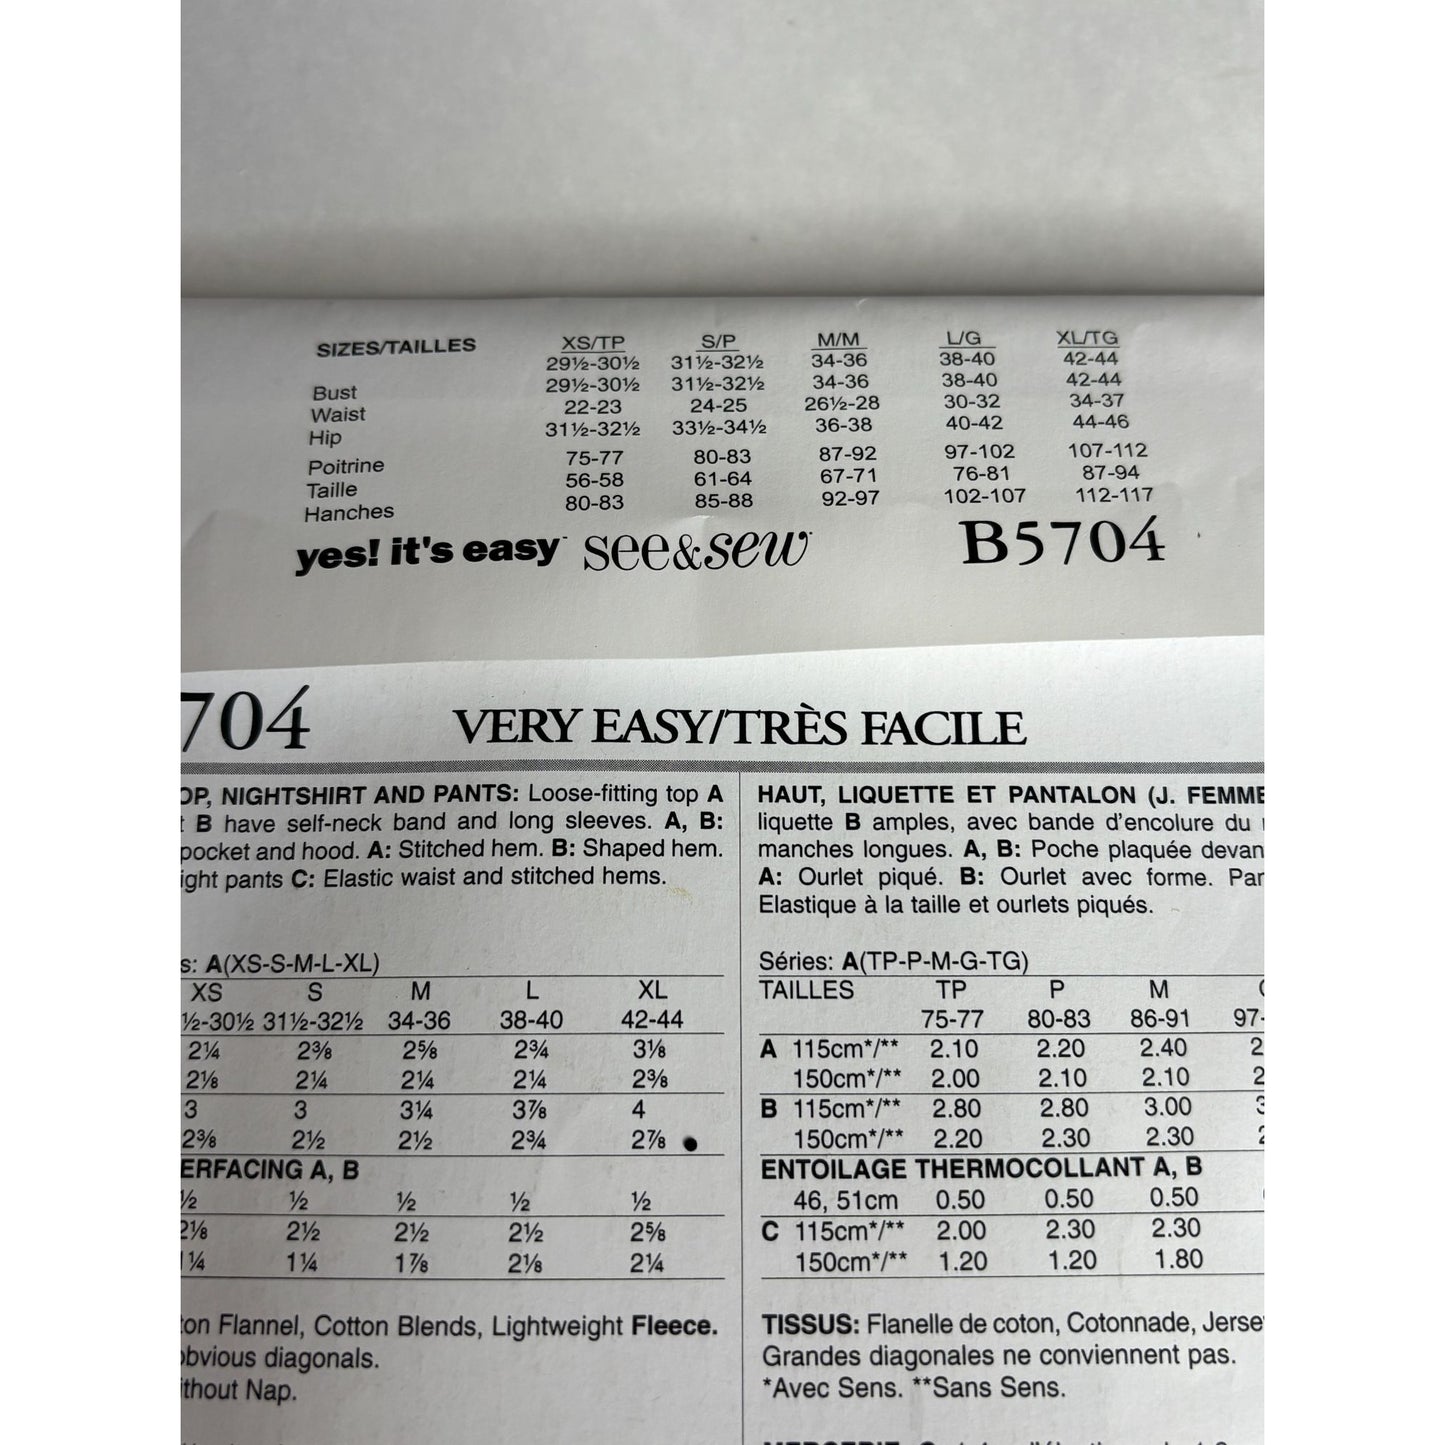 SIZES/TAILLES XS/TP S/P M/M L/G XL/TG
29½-30½ 31½-32½ 34-36 38-40 42-44
Bust 29½-30½ 31½-32½ 34-36 38-40 42-44
Waist 22-23 24-25 26½-28 30-32 34-37
Hip 31½-32½ 33½-34½ 36-38 40-42 44-46
Poitrine 75-77 80-83 87-92 97-102 107-112
Taille 56-58 61-64 67-71 76-81 87-94
Hanches 80-83 85-88 92-97 102-107 112-117
yes! it's easy see&sew B5704
704 VERY EASY/TRÈS FACILE
OP, NIGHTSHIRT AND PANTS: Loose-fitting top A
t B have self-neck band and long sleeves. A, B:
pocket and hood. A: Stitched hem. B: Shaped hem.
ight pants C: Elastic waist and stitched hems.
s: A(XS-S-M-L-XL)
XS S M L XL
½-30½ 31½-32½ 34-36 38-40 42-44
2¼ 2⅜ 2⅝ 2¾ 3⅛
2⅛ 2¼ 2¼ 2¼ 2⅜
3 3 3¼ 3⅞ 4
2⅜ 2½ 2½ 2¾ 2⅞
ERFACING A, B
½ ½ ½ ½ ½
2⅛ 2½ 2½ 2½ 2⅝
1¼ 1¼ 1⅞ 2⅛ 2¼
ton Flannel, Cotton Blends, Lightweight Fleece.
obvious diagonals.
ithout Nap.
HAUT, LIQUETTE ET PANTALON (J. FEMME
liquette B amples, avec bande d'encolure du
manches longues. A, B: Poche plaquée devan
A: Ourlet piqué. B: Ourlet avec forme. Par
Elastique à la taille et ourlets piqués.
Séries: A(TP-P-M-G-TG)
TAILLES TP P M
75-77 80-83 86-91 97-
A 115cm*/** 2.10 2.20 2.40 2
150cm*/** 2.00 2.10 2.10 2
B 115cm*/** 2.80 2.80 3.00 3
150cm*/** 2.20 2.30 2.30 2
ENTOILAGE THERMOCOLLANT A, B
46, 51cm 0.50 0.50 0.50
C 115cm*/** 2.00 2.30 2.30
150cm*/** 1.20 1.20 1.80
TISSUS: Flanelle de coton, Cotonnade, Jerse
Grandes diagonales ne conviennent pas.
*Avec Sens. **Sans Sens.